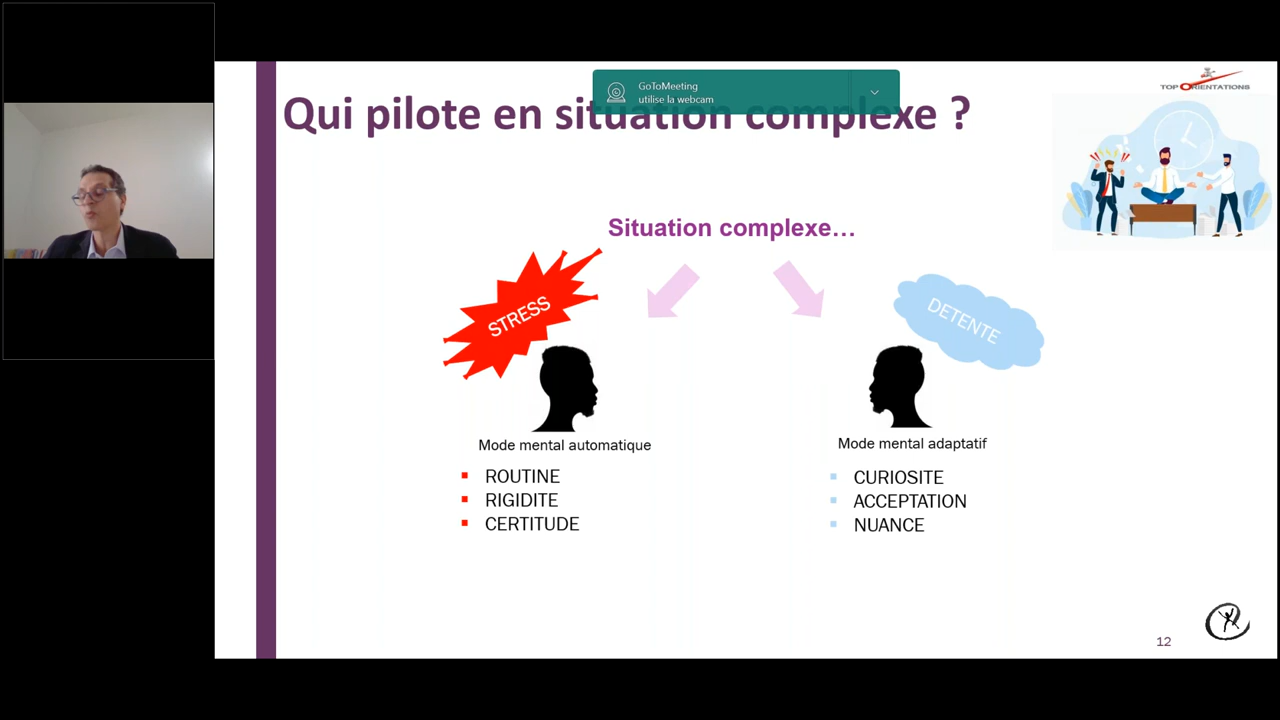 GoToMeeting
utilise la webcam
TOP ORIENTATIONS
Qui pilote en situation complexe ?
Situation complexe...
STRESS
DETENTE
Mode mental automatique
ROUTINE
RIGIDITE
CERTITUDE
Mode mental adaptatif
CURIOSITE
ACCEPTATION
NUANCE
12